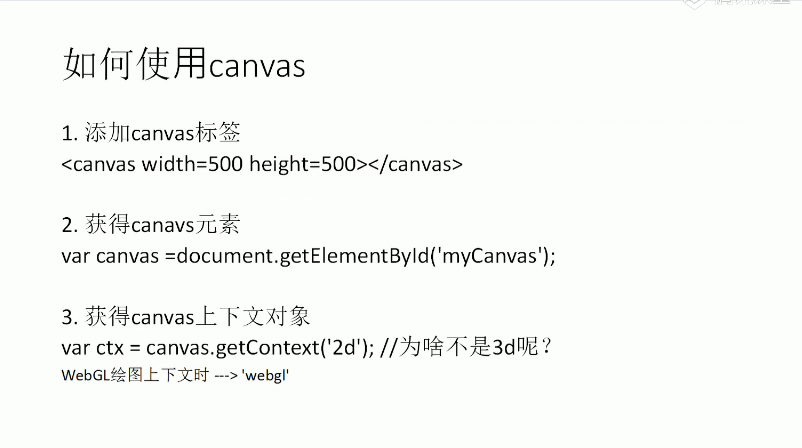 如何使用canvas
1. 添加canvas标签
<canvas width=500 height=500></canvas>
2. 获得canavs元素
var canvas =document.getElementById('myCanvas');
3. 获得canvas上下文对象
var ctx = canvas.getContext('2d'); //为啥不是3d呢?
WebGL绘图上下文时 ---> 'webgl'